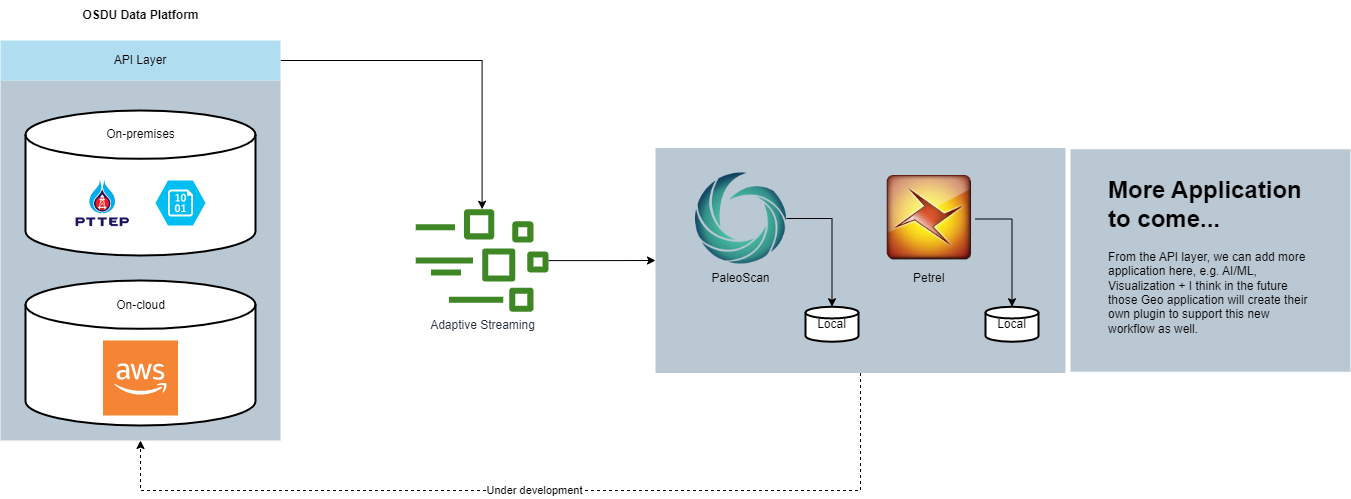 OSDU Data Platform
API Layer
On-premises
PTTEP
10
01
On-cloud
aws
Adaptive Streaming
PaleoScan
Local
Petrel
Local
More Application
to come...
From the API layer, we can add more
application here, e.g. AI/ML,
Visualization + I think in the future
those Geo application will create their
own plugin to support this new
workflow as well.
Under development